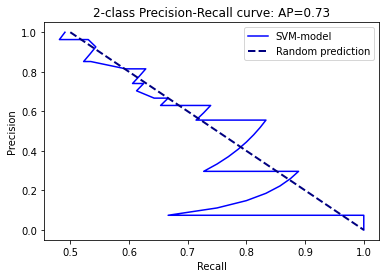 2-class Precision-Recall curve: AP=0.73
SVM-model
Random prediction
Precision
1.0
0.8
0.6
0.4
0.2
0.0
0.5
0.6
0.7
0.8
0.9
1.0
Recall